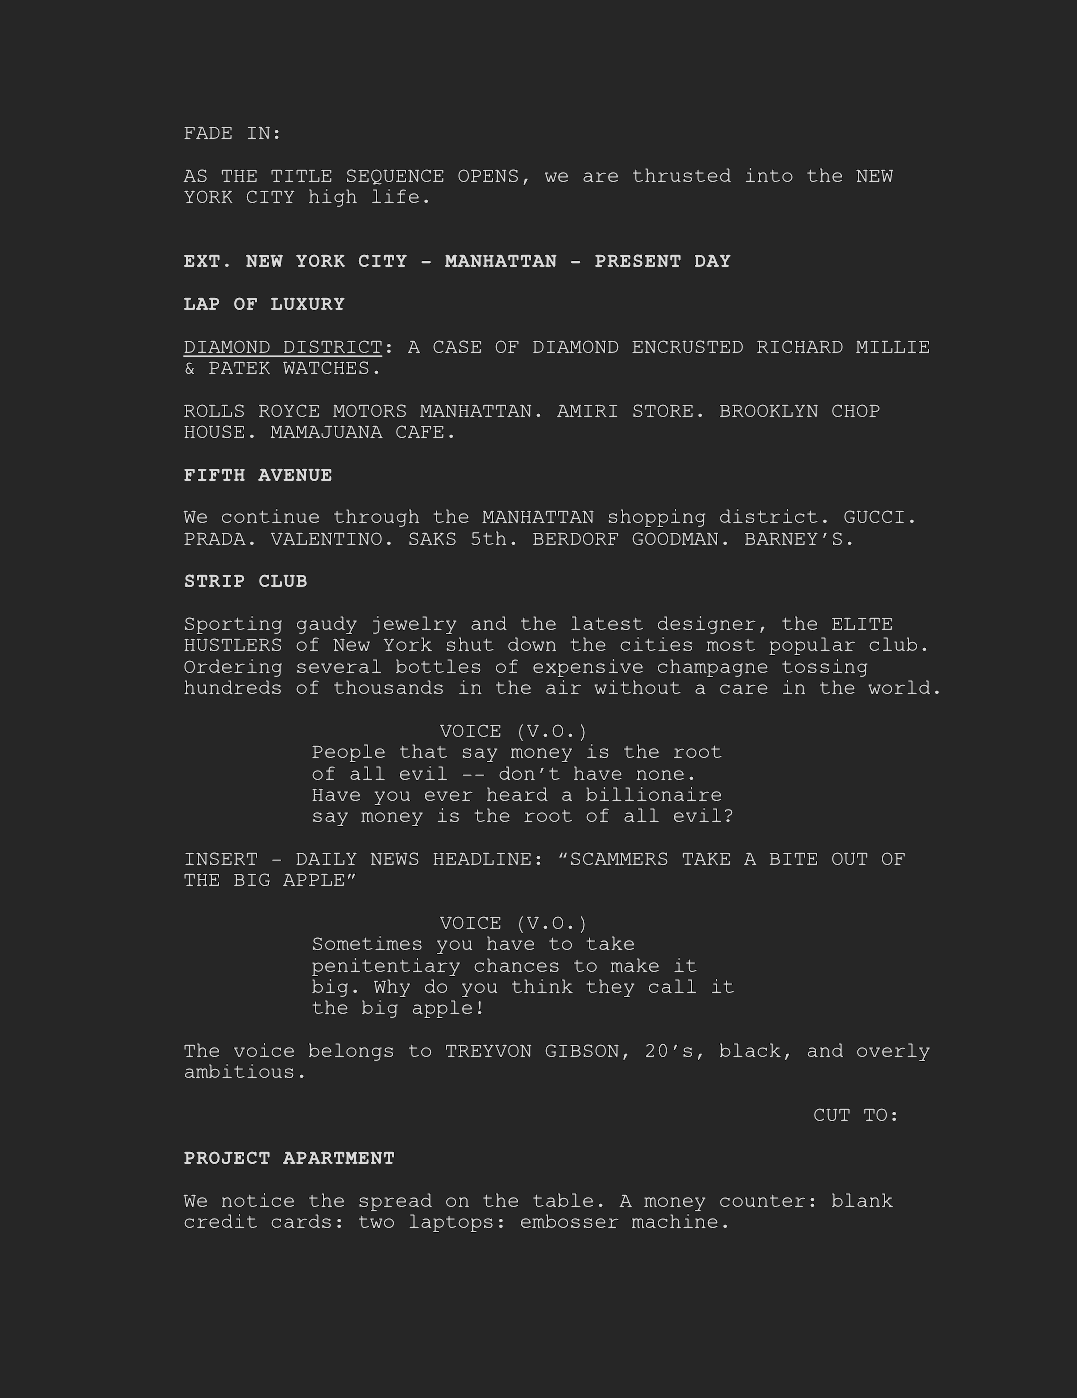 FADE IN:
AS THE TITLE SEQUENCE OPENS, we are thrusted into the NEW
YORK CITY high life.
EXT. NEW YORK CITY - MANHATTAN - PRESENT DAY
LAP OF LUXURY
DIAMOND DISTRICT: A CASE OF DIAMOND ENCRUSTED RICHARD MILLIE
& PATEK WATCHES.
ROLLS ROYCE MOTORS MANHATTAN. AMIRI STORE. BROOKLYN CHOP
HOUSE. MAMAJUANA CAFE.
FIFTH AVENUE
We continue through the MANHATTAN shopping district. GUCCI.
PRADA. VALENTINO. SAKS 5th. BERDORF GOODMAN. BARNEY’S.
STRIP CLUB
Sporting gaudy jewelry and the latest designer, the ELITE
HUSTLERS of New York shut down the cities most popular club.
Ordering several bottles of expensive champagne tossing
hundreds of thousands in the air without a care in the world.
VOICE (V.O.)
People that say money is the root
of all evil -- don’t have none.
Have you ever heard a billionaire
say money is the root of all evil?
INSERT - DAILY NEWS HEADLINE: “SCAMMERS TAKE A BITE OUT OF
THE BIG APPLE”
VOICE (V.O.)
Sometimes you have to take
penitentiary chances to make it
big. Why do you think they call it
the big apple!
The voice belongs to TREYVON GIBSON, 20’s, black, and overly
ambitious.
CUT TO:
PROJECT APARTMENT
We notice the spread on the table. A money counter: blank
credit cards: two laptops: embosser machine.